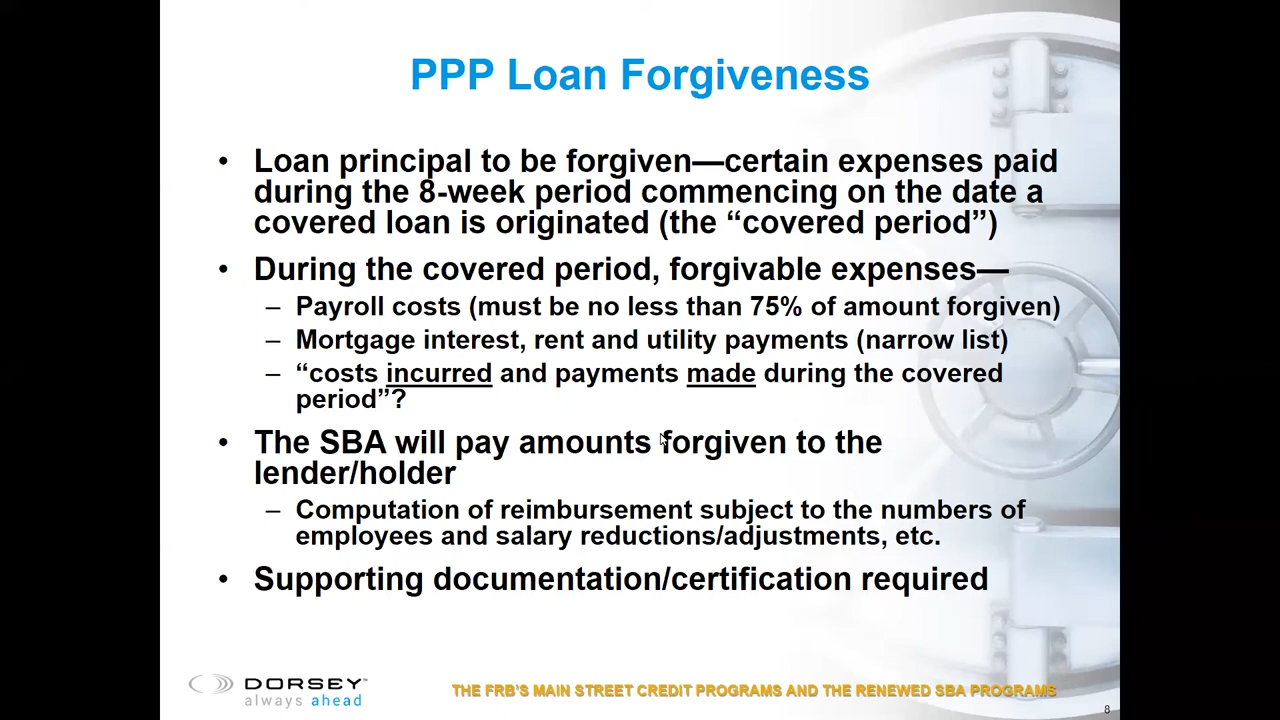 PPP Loan Forgiveness
• Loan principal to be forgiven—certain expenses paid
during the 8-week period commencing on the date a
covered loan is originated (the “covered period”)
• During the covered period, forgivable expenses—
– Payroll costs (must be no less than 75% of amount forgiven)
– Mortgage interest, rent and utility payments (narrow list)
– “costs incurred and payments made during the covered
period”?
• The SBA will pay amounts forgiven to the
lender/holder
– Computation of reimbursement subject to the numbers of
employees and salary reductions/adjustments, etc.
• Supporting documentation/certification required
DORSEY™
always ahead
THE FRB’S MAIN STREET CREDIT PROGRAMS AND THE RENEWED SBA PROGRAMS
8